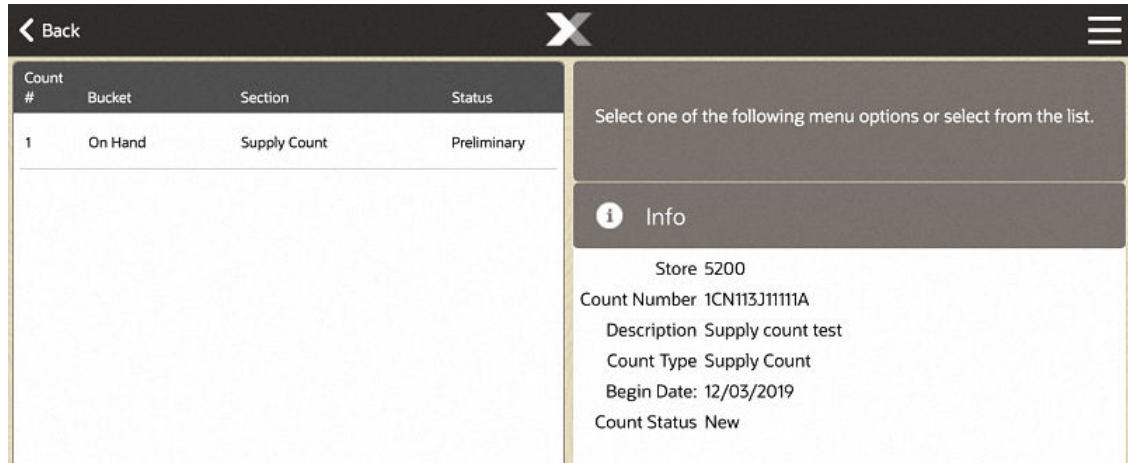 Back
Count
# Bucket Section Status
1 On Hand Supply Count Preliminary
Select one of the following menu options or select from the list.
Info
Store 5200
Count Number 1CN113J11111A
Description Supply count test
Count Type Supply Count
Begin Date: 12/03/2019
Count Status New